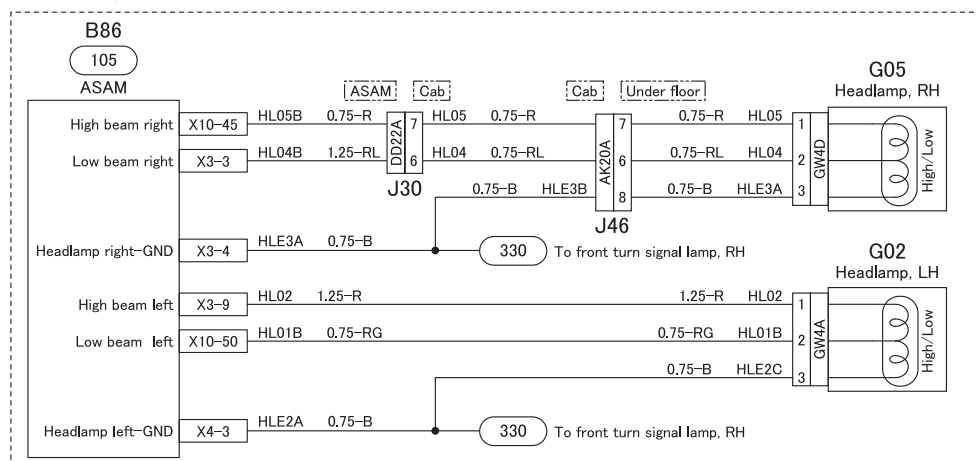 B86
105
ASAM
G05
Headlamp, RH
ASAM Cab Cab Under floor
High beam right X10-45 HL05B 0.75-R 7 HL05 0.75-R 7 0.75-R HL05 1
Low beam right X3-3 HL04B 1.25-RL DD22A 6 HL04 0.75-RL AK20A 6 0.75-RL HL04 2 GW4D High/Low
J30 0.75-B HLE3B 8 0.75-B HLE3A 3
J46
Headlamp right-GND X3-4 HLE3A 0.75-B 330 To front turn signal lamp, RH
G02
Headlamp, LH
High beam left X3-9 HL02 1.25-R 1.25-R HL02 1
Low beam left X10-50 HL01B 0.75-RG 0.75-RG HL01B 2 GW4A High/Low
0.75-B HLE2C 3
Headlamp left-GND X4-3 HLE2A 0.75-B 330 To front turn signal lamp, RH